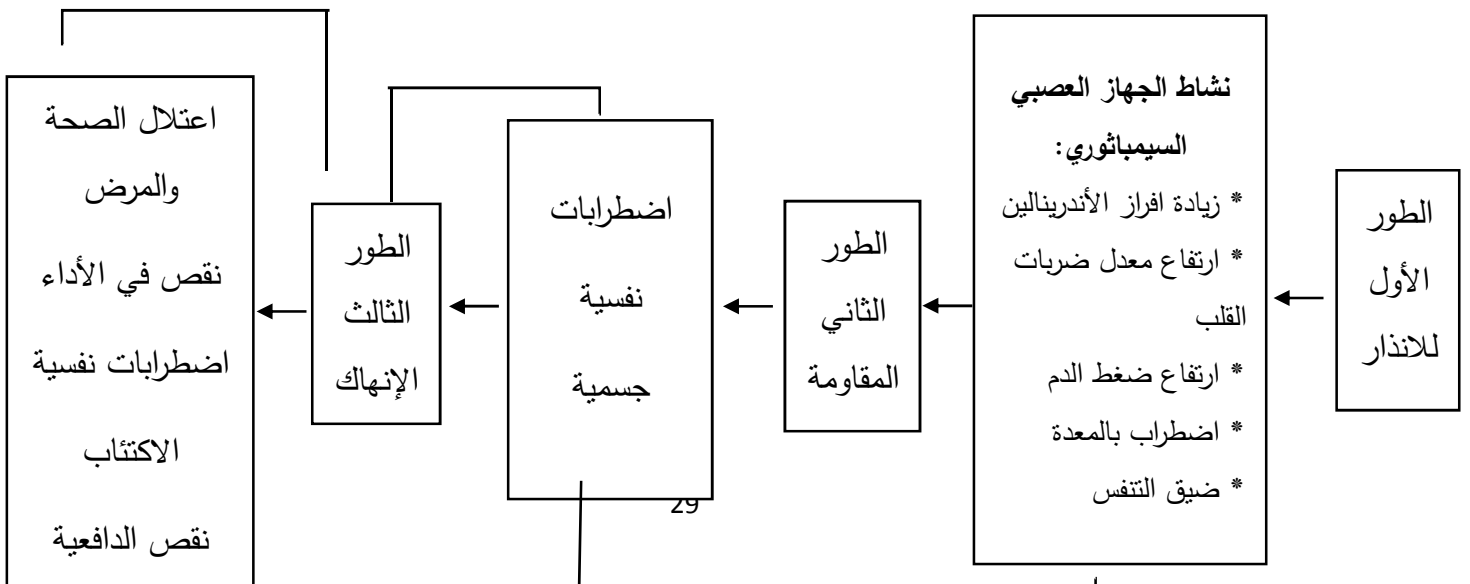 الطور
الأول
للانذار
نشاط الجهاز العصبي
السيمباثوري:
* زيادة افراز الأندرينالين
* ارتفاع معدل ضربات
القلب
* ارتفاع ضغط الدم
* اضطراب بالمعدة
* ضيق التنفس
الطور
الثاني
المقاومة
اضطرابات
نفسية
جسمية
الطور
الثالث
الإنهاك
اعتلال الصحة
والمرض
نقص في الأداء
اضطرابات نفسية
الاكتئاب
نقص الدافعية
29